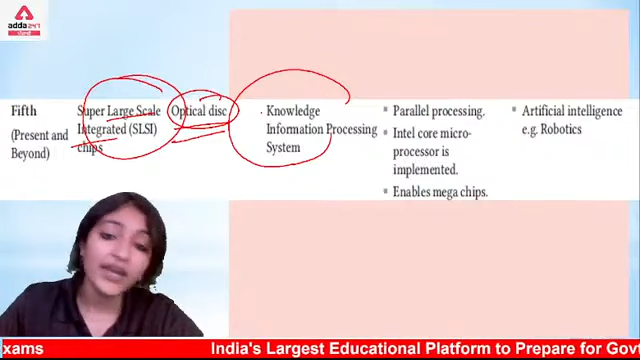 adda247
ਪੰਜਾਬੀ
Fifth
(Present and
Beyond)
Super Large Scale
Integrated (SLSI)
chips
Optical disc
Knowledge
Information Processing
System
Parallel processing.
Intel core micro-
processor is
implemented.
Enables mega chips.
Artificial intelligence
e.g. Robotics
xams
India's Largest Educational Platform to Prepare for Govt